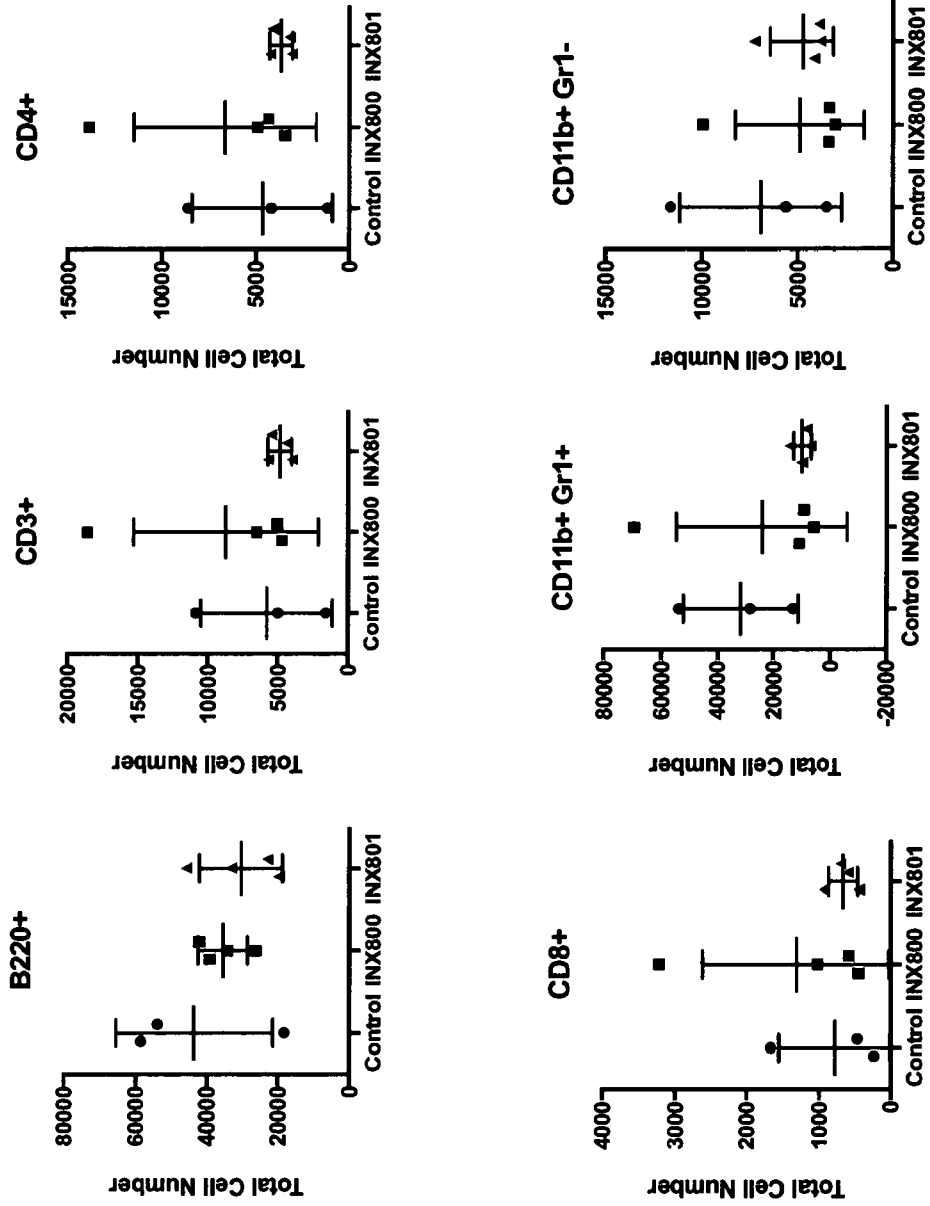 B220+
Total Cell Number
80000
60000
40000
20000
0
Control INX800 INX801
CD3+
Total Cell Number
20000
15000
10000
5000
0
Control INX800 INX801
CD4+
Total Cell Number
15000
10000
5000
0
Control INX800 INX801
CD8+
Total Cell Number
4000
3000
2000
1000
0
Control INX800 INX801
CD11b+ Gr1+
Total Cell Number
80000
60000
40000
20000
0
-20000
Control INX800 INX801
CD11b+ Gr1-
Total Cell Number
15000
10000
5000
0
Control INX800 INX801